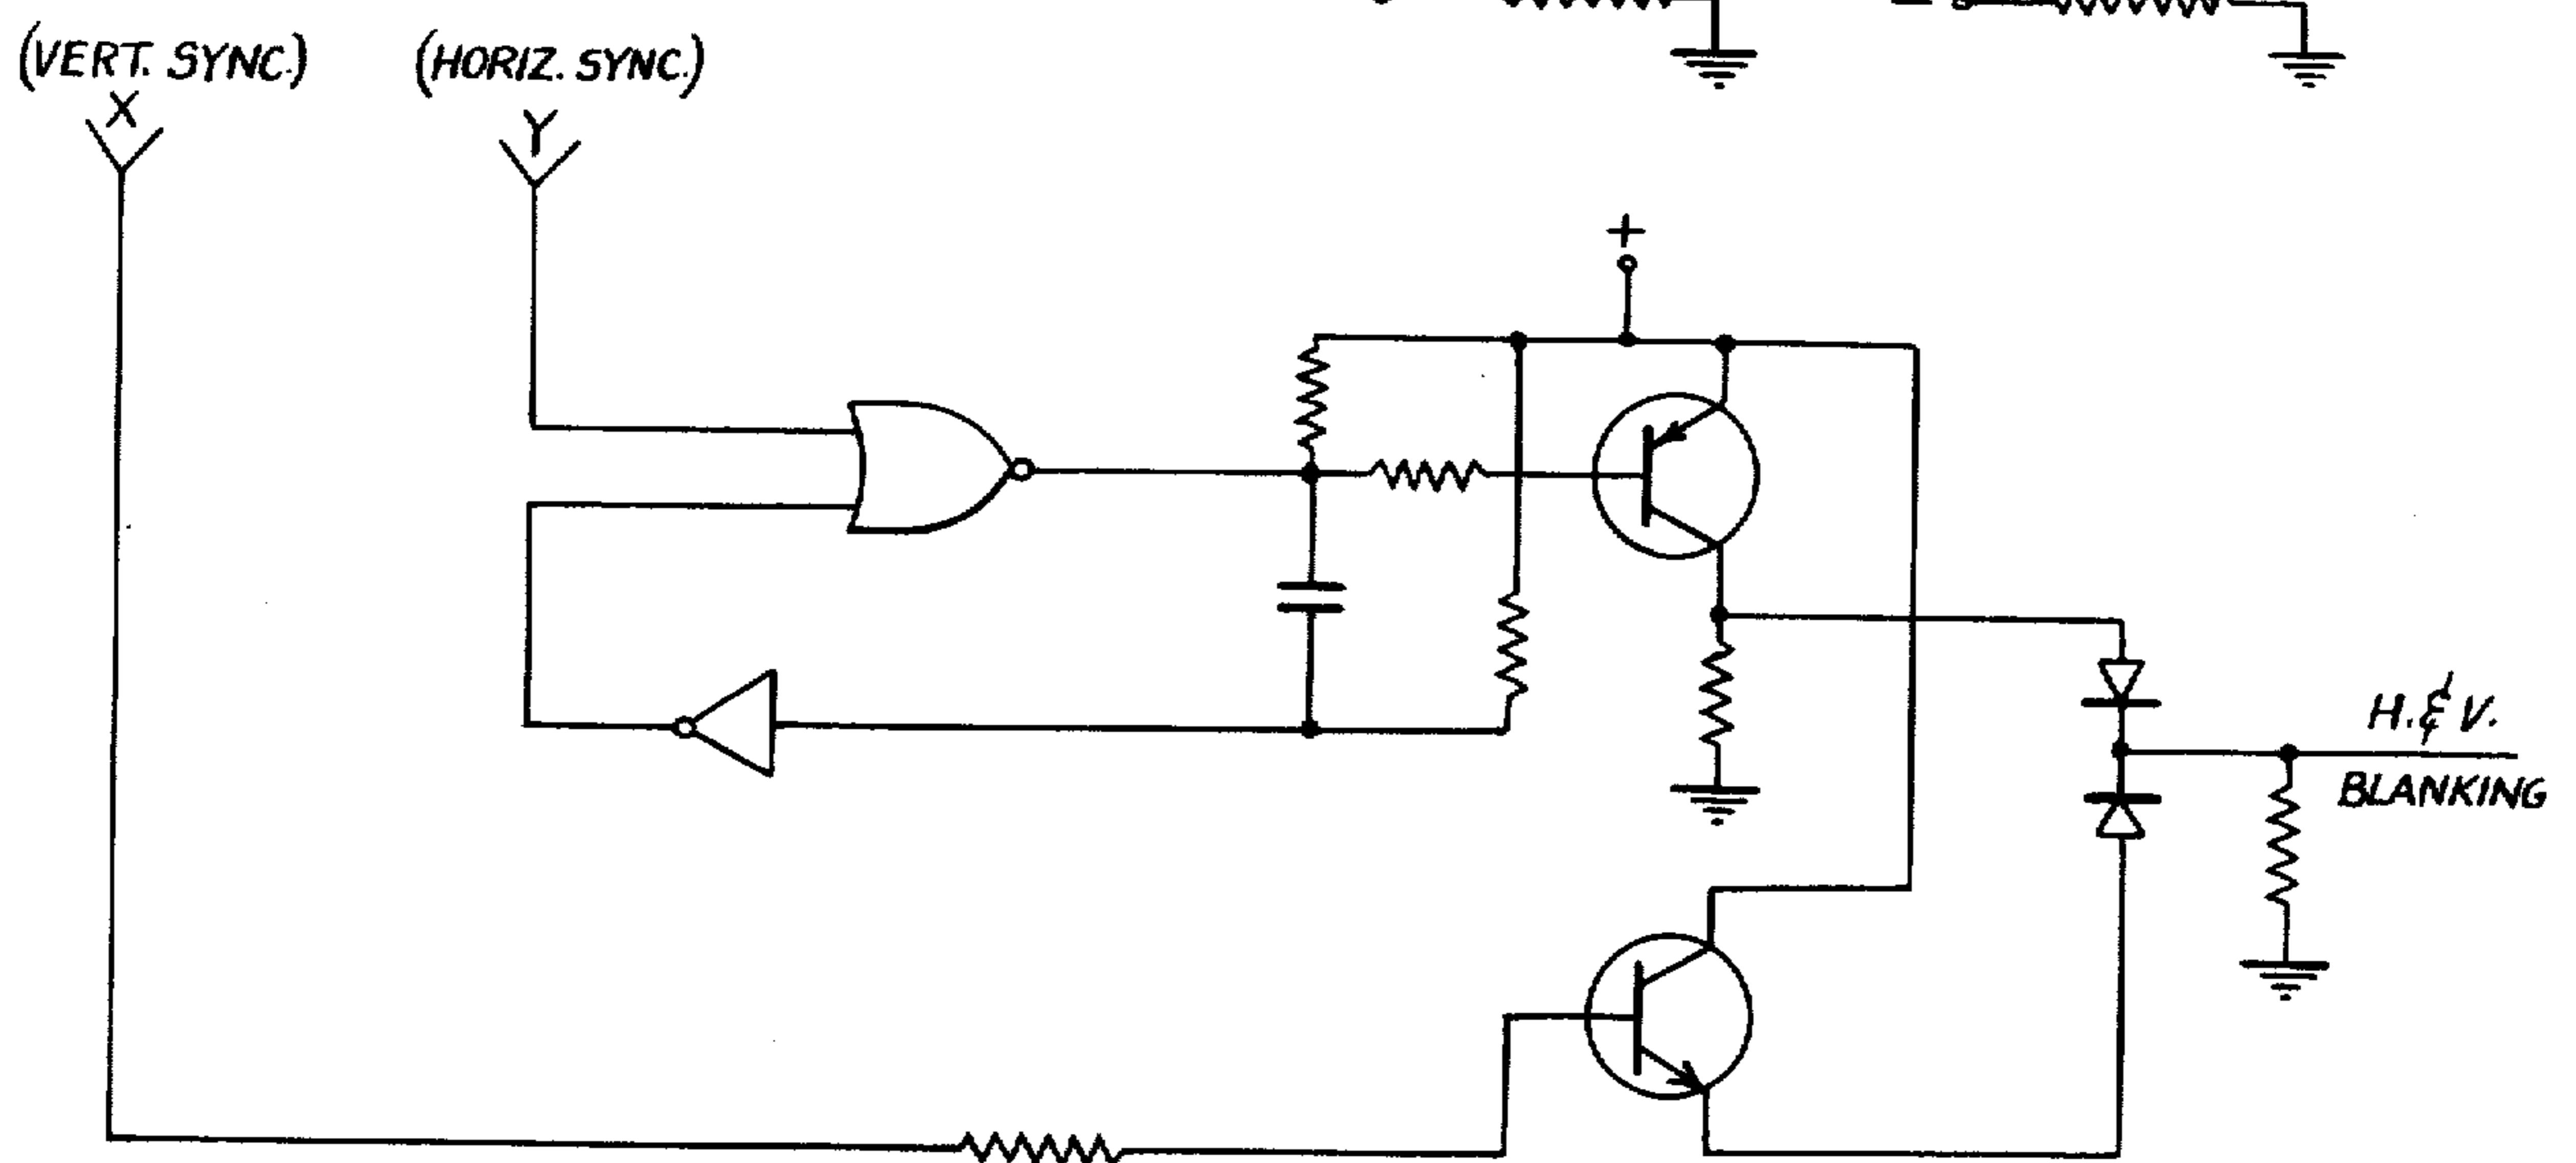 (VERT. SYNC.)
(HORIZ. SYNC.)
X
Y
+
H. & V.
BLANKING